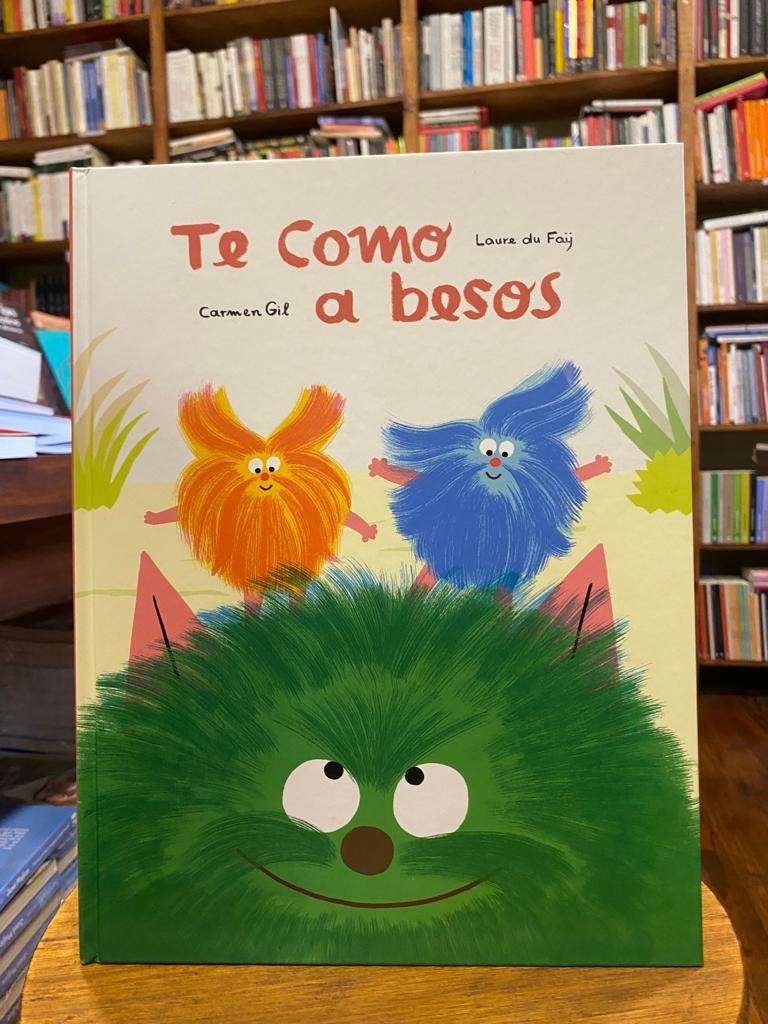 Te como
Laure du Faÿ
Carmen Gil
a besos